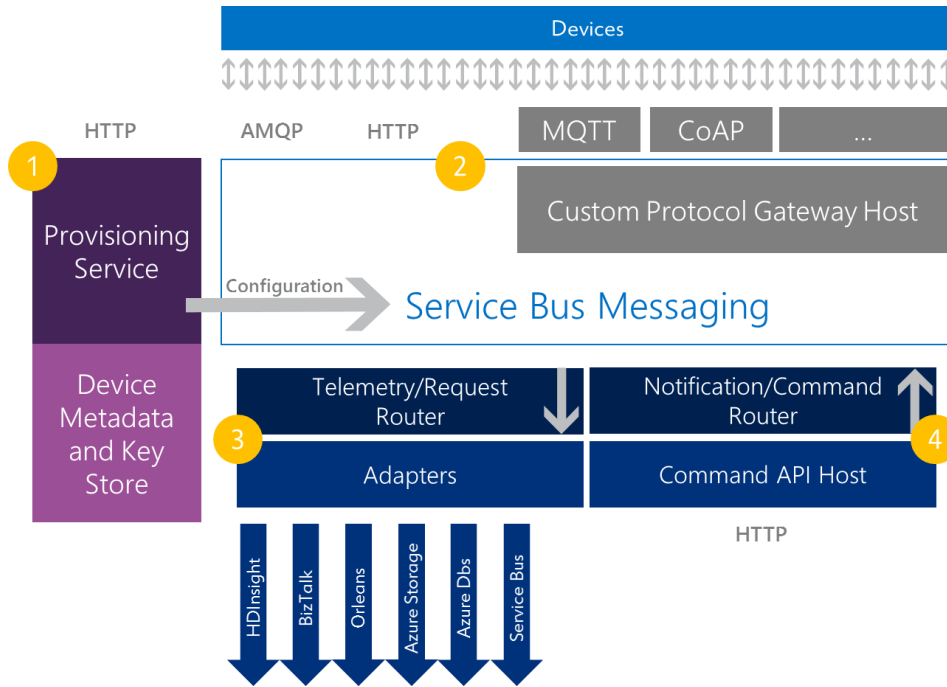 Devices
HTTP
AMQP
HTTP
MQTT
CoAP
...
1
2
Provisioning
Service
Custom Protocol Gateway Host
Configuration
Service Bus Messaging
Device
Metadata
and Key
Store
Telemetry/Request
Router
Notification/Command
Router
3
4
Adapters
Command API Host
HTTP
HDInsight
BizTalk
Orleans
Azure Storage
Azure Dbs
Service Bus